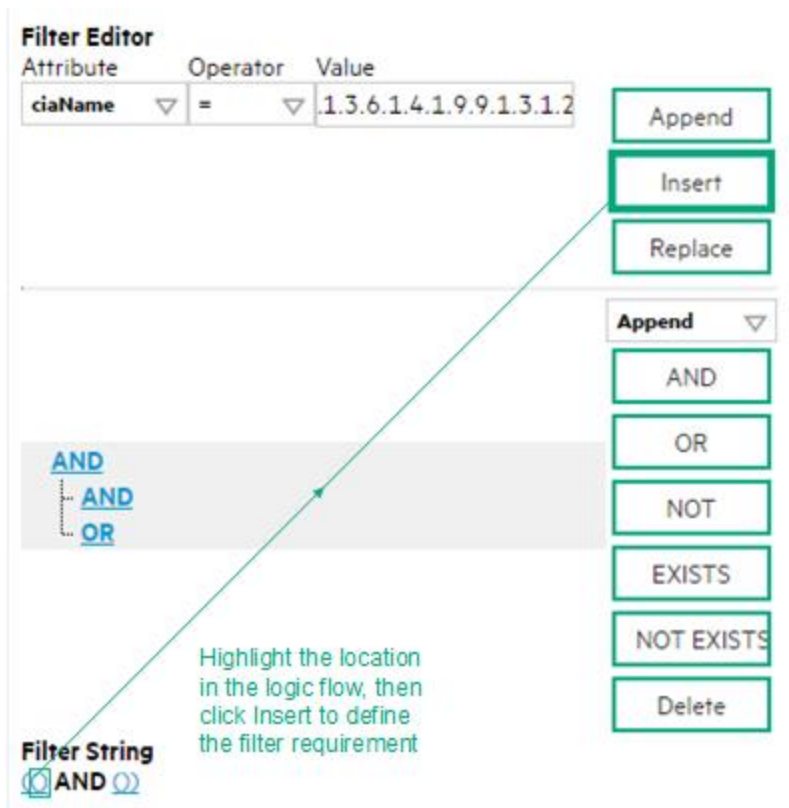 Filter Editor
Attribute Operator Value
ciaName = .1.3.6.1.4.1.9.9.1.3.1.2
Append
Insert
Replace
Append
AND
OR
NOT
EXISTS
NOT EXISTS
Delete
AND
AND
OR
Highlight the location
in the logic flow, then
click Insert to define
the filter requirement
Filter String
(() AND ())